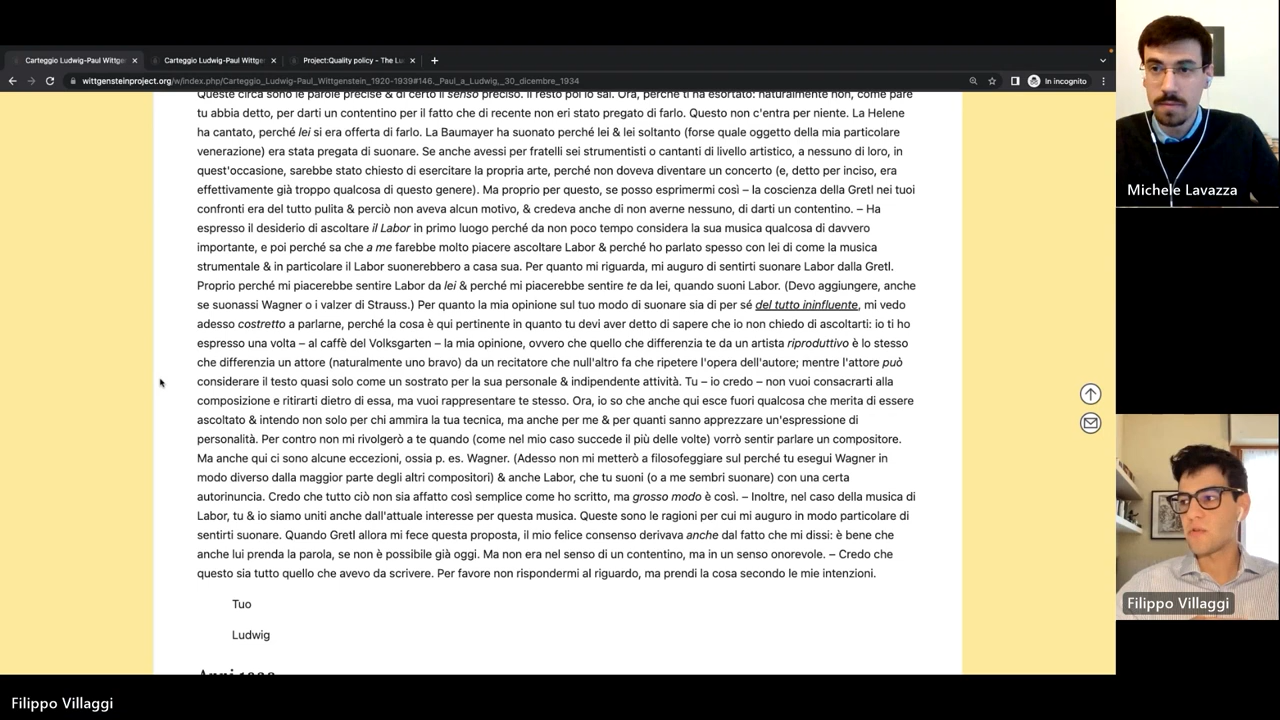 Carteggio Ludwig-Paul Wittge
Carteggio Ludwig-Paul Wittge
Project:Quality policy - The Lu
wittgensteinproject.org/w/index.php/Carteggio_Ludwig-Paul_Wittgenstein_1920-1939#146._Paul_a_Ludwig,_30_dicembre_1934
In incognito
Queste circa sono le parole precise & di certo il senso preciso. Il resto poi lo sai. Ora, perché ti ha esortato: naturalmente non, come pare
tu abbia detto, per darti un contentino per il fatto che di recente non eri stato pregato di farlo. Questo non c'entra per niente. La Helene
ha cantato, perché lei si era offerta di farlo. La Baumayer ha suonato perché lei & lei soltanto (forse quale oggetto della mia particolare
venerazione) era stata pregata di suonare. Se anche avessi per fratelli sei strumentisti o cantanti di livello artistico, a nessuno di loro, in
quest'occasione, sarebbe stato chiesto di esercitare la propria arte, perché non doveva diventare un concerto (e, detto per inciso, era
effettivamente già troppo qualcosa di questo genere). Ma proprio per questo, se posso esprimermi così – la coscienza della Gretl nei tuoi
confronti era del tutto pulita & perciò non aveva alcun motivo, & credeva anche di non averne nessuno, di darti un contentino. – Ha
espresso il desiderio di ascoltare il Labor in primo luogo perché da non poco tempo considera la sua musica qualcosa di davvero
importante, e poi perché sa che a me farebbe molto piacere ascoltare Labor & perché ho parlato spesso con lei di come la musica
strumentale & in particolare il Labor suonerebbero a casa sua. Per quanto mi riguarda, mi auguro di sentirti suonare Labor dalla Gretl.
Proprio perché mi piacerebbe sentire Labor da lei & perché mi piacerebbe sentire te da lei, quando suoni Labor. (Devo aggiungere, anche
se suonassi Wagner o i valzer di Strauss.) Per quanto la mia opinione sul tuo modo di suonare sia di per sé del tutto ininfluente, mi vedo
adesso costretto a parlarne, perché la cosa è qui pertinente in quanto tu devi aver detto di sapere che io non chiedo di ascoltarti: io ti ho
espresso una volta – al caffè del Volksgarten – la mia opinione, ovvero che quello che differenzia te da un artista riproduttivo è lo stesso
che differenzia un attore (naturalmente uno bravo) da un recitatore che null'altro fa che ripetere l'opera dell'autore; mentre l'attore può
considerare il testo quasi solo come un sostrato per la sua personale & indipendente attività. Tu – io credo – non vuoi consacrarti alla
composizione e ritirarti dietro di essa, ma vuoi rappresentare te stesso. Ora, io so che anche qui esce fuori qualcosa che merita di essere
ascoltato & intendo non solo per chi ammira la tua tecnica, ma anche per me & per quanti sanno apprezzare un'espressione di
personalità. Per contro non mi rivolgerò a te quando (come nel mio caso succede il più delle volte) vorrò sentir parlare un compositore.
Ma anche qui ci sono alcune eccezioni, ossia p. es. Wagner. (Adesso non mi metterò a filosofeggiare sul perché tu esegui Wagner in
modo diverso dalla maggior parte degli altri compositori) & anche Labor, che tu suoni (o a me sembri suonare) con una certa
autorinuncia. Credo che tutto ciò non sia affatto così semplice come ho scritto, ma grosso modo è così. – Inoltre, nel caso della musica di
Labor, tu & io siamo uniti anche dall'attuale interesse per questa musica. Queste sono le ragioni per cui mi auguro in modo particolare di
sentirti suonare. Quando Gretl allora mi fece questa proposta, il mio felice consenso derivava anche dal fatto che mi dissi: è bene che
anche lui prenda la parola, se non è possibile già oggi. Ma non era nel senso di un contentino, ma in un senso onorevole. – Credo che
questo sia tutto quello che avevo da scrivere. Per favore non rispondermi al riguardo, ma prendi la cosa secondo le mie intenzioni.
Tuo
Ludwig
Michele Lavazza
Filippo Villaggi
Filippo Villaggi